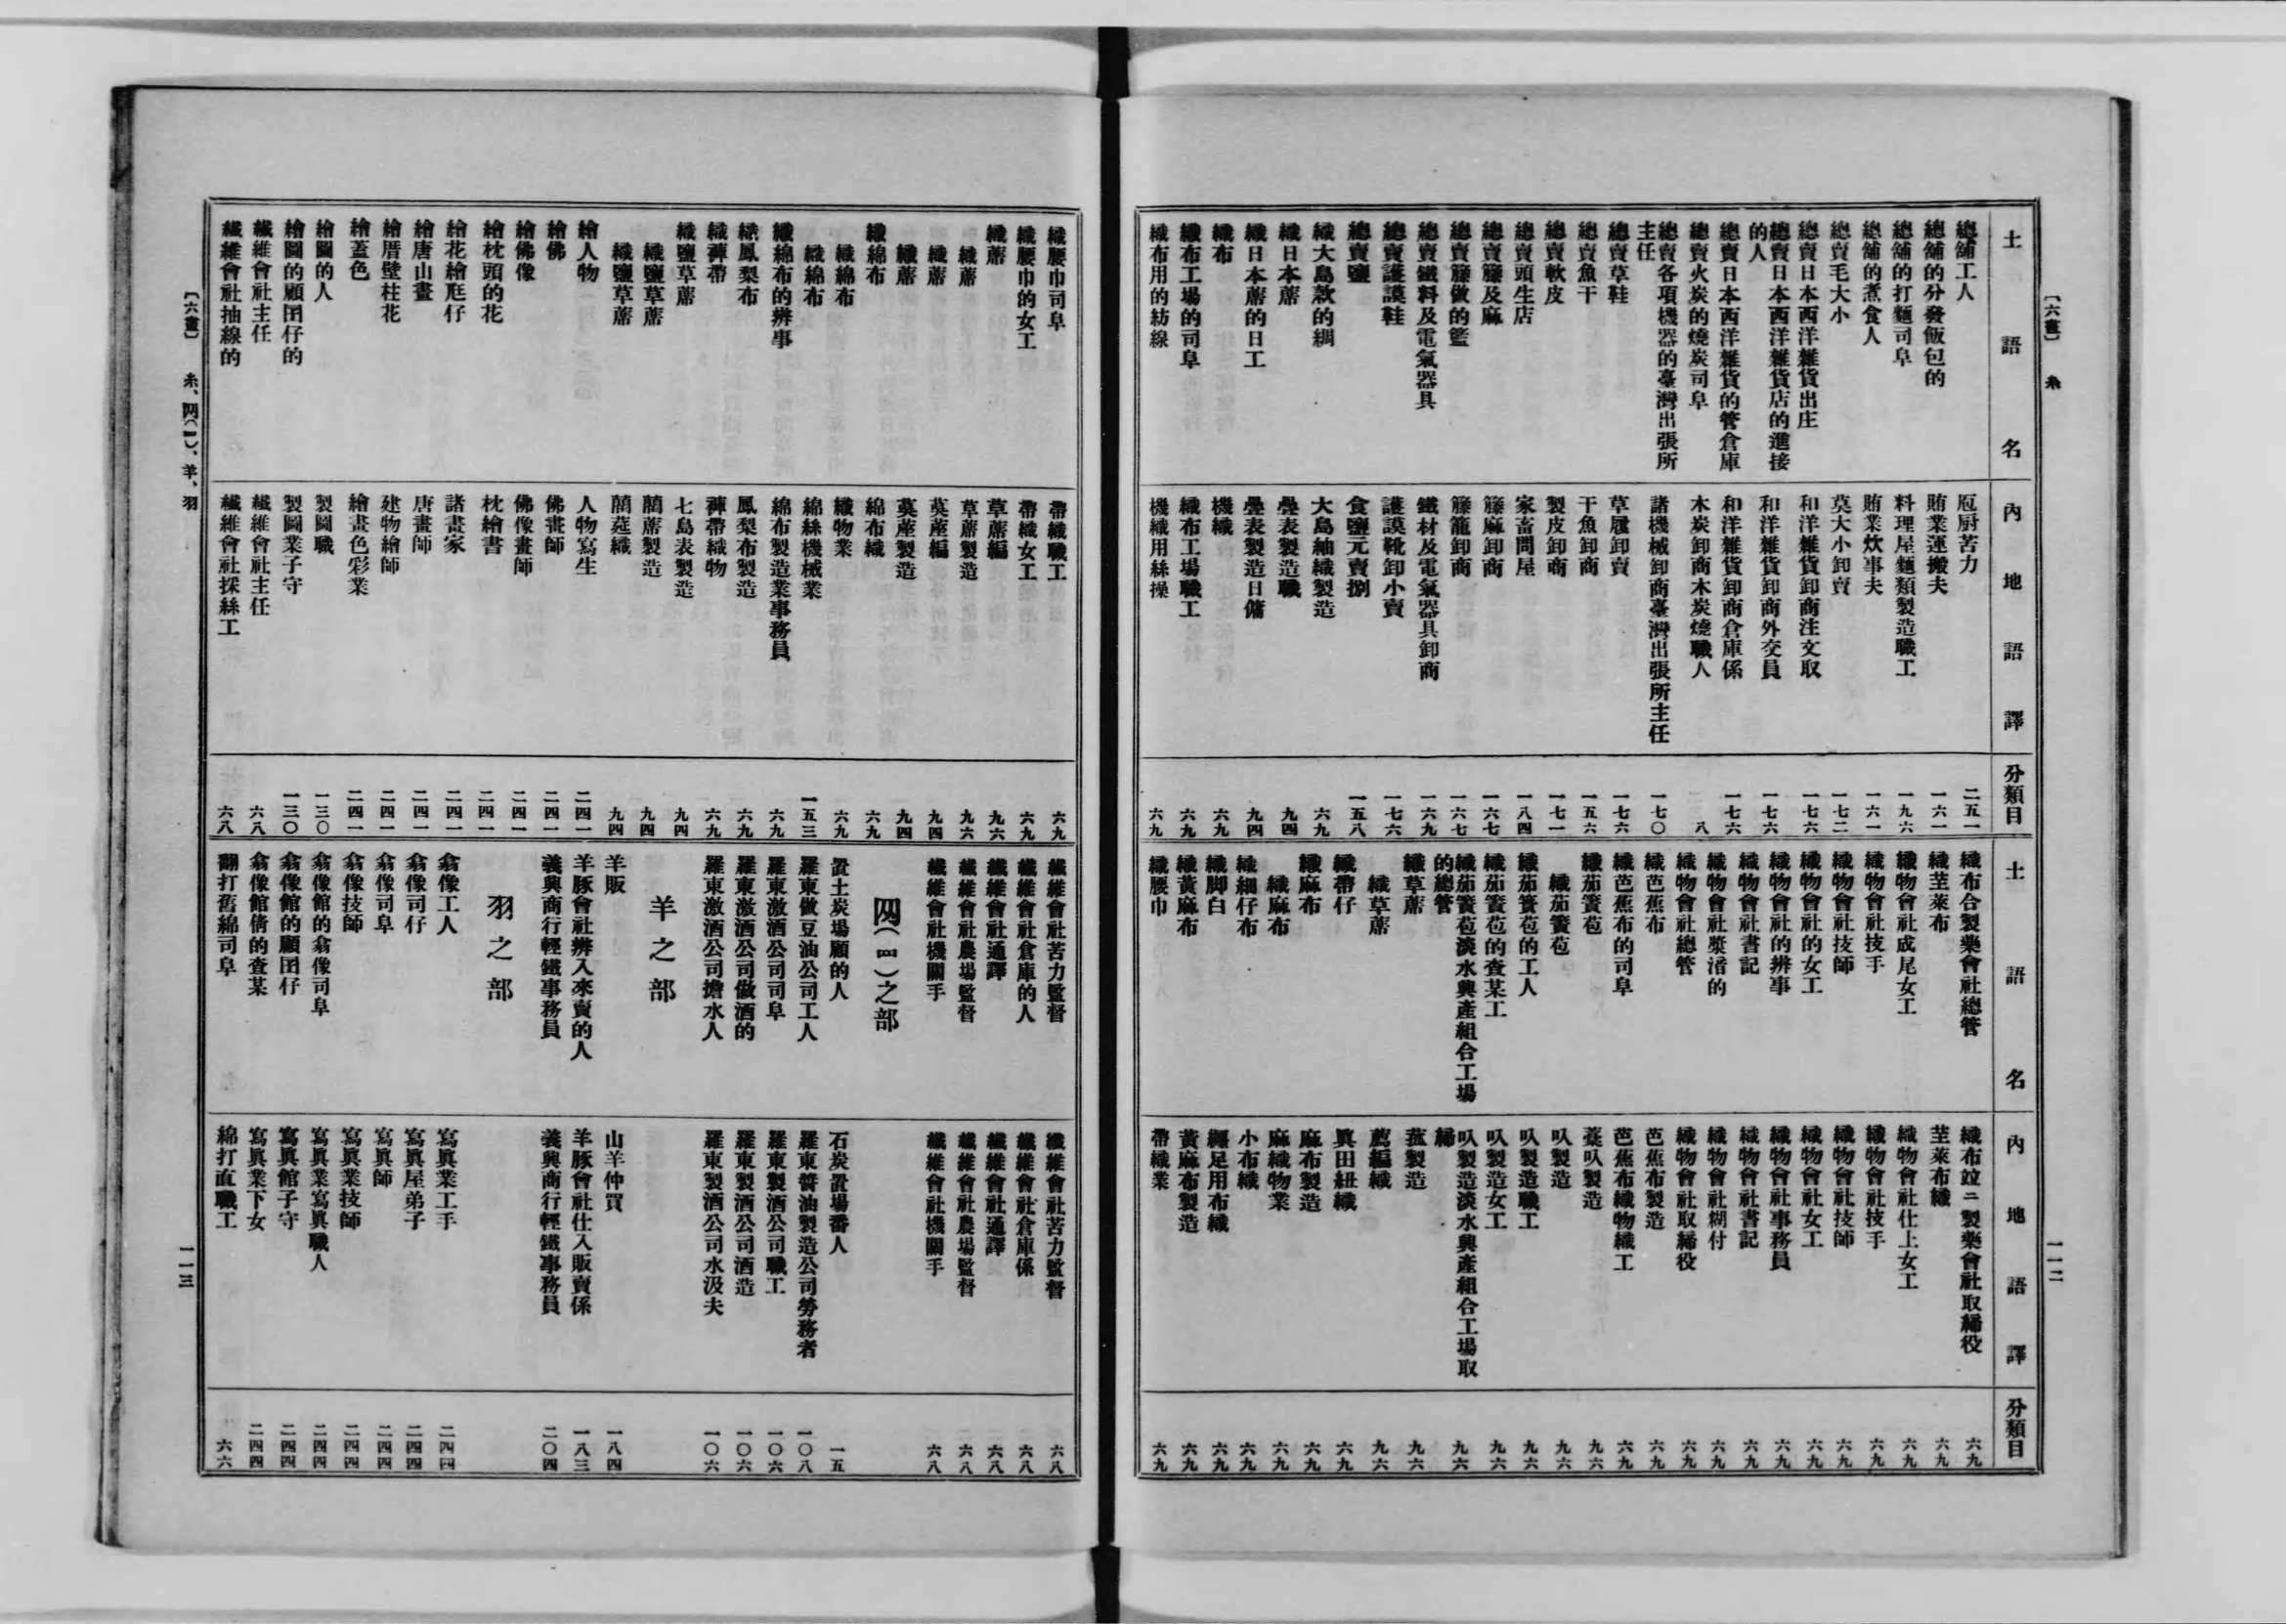 〔六畫〕 糸
一一二
土語名
內地語譯
分類目
總舖工人
總舖的分發飯包的
總舖的打麵司阜
總舖的煮食人
總賣毛大小
總賣日本西洋雜貨出庄
總賣日本西洋雜貨店的進接
的人
總賣日本西洋雜貨的管倉庫
總賣火炭的燒炭司阜
總賣各項機器的臺灣出張所
主任
總賣草鞋
總賣魚干
總賣軟皮
總賣頭生店
總賣籐及麻
總賣籐做的籃
總賣鐵料及電氣器具
總賣護謨鞋
總賣鹽
織大島款的綢
織日本蓆
織日本蓆的日工
織布
織布工場的司阜
織布用的紡線
庖厨苦力
賄業運搬夫
料理屋麵類製造職工
賄業炊事夫
莫大小卸賣
和洋雜貨卸商注文取
和洋雜貨卸商外交員
和洋雜貨卸商倉庫係
木炭卸商木炭燒職人
諸機械卸商臺灣出張所主任
草履卸賣
干魚卸商
製皮卸商
家畜問屋
籐麻卸商
籐籠卸商
鐵材及電氣器具卸商
護謨靴卸小賣
食鹽元賣捌
大島紬織製造
疊表製造職
疊表製造日傭
機織
織布工場職工
機織用絲操
二五一
一六一
一九六
一六一
一七二
一七六
一七六
一七六
八
一七〇
一七六
一五六
一七一
一八四
一六七
一六七
一六九
一七六
一五八
六九
九四
九四
六九
六九
六九
土語名
內地語譯
分類目
織布合製藥會社總管
織苤萊布
織物會社成尾女工
織物會社技手
織物會社技師
織物會社的女工
織物會社的辨事
織物會社書記
織物會社漿湆的
織物會社總管
織芭蕉布
織芭蕉布的司阜
織茄簀苞
織茄簀苞
織茄簀苞的工人
織茄簀苞的查某工
織茄簀苞淡水興產組合工場
的總管
織草蓆
織草蓆
織帶仔
織麻布
織麻布
織綱仔布
織脚白
織黃麻布
織腰巾
織布竝ニ製藥會社取締役
苤萊布織
織物會社仕上女工
織物會社技手
織物會社技師
織物會社女工
織物會社事務員
織物會社書記
織物會社糊付
織物會社取締役
芭蕉布製造
芭蕉布織物織工
藁叺製造
叺製造
叺製造職工
叺製造女工
叺製造淡水興產組合工場取
締
菰製造
薦編織
眞田紐織
麻布製造
麻織物業
小布織
纒足用布織
黃麻布製造
帶織業
六九
六九
六九
六九
六九
六九
六九
六九
六九
六九
六九
六九
九六
九六
九六
九六
九六
九六
九六
六九
六九
六九
六九
六九
六九
六九
織腰巾司阜
織腰巾的女工
織蓆
織蓆
織蓆
織蓆
織綿布
織綿布
織綿布
織綿布的辨事
織鳳梨布
織褲帶
織鹽草蓆
織鹽草蓆
織鹽草蓆
繪人物
繪佛
繪佛像
繪枕頭的花
繪花繪尪仔
繪唐山畫
繪厝壁柱花
繪蓋色
繪圖的人
繪圖的顧囝仔的
纖維會社主任
纖維會社抽線的
帶織職工
帶織女工
草蓆編
草蓆製造
茣蓙編
茣蓙製造
綿布織
織物業
綿絲機械業
綿布製造業事務員
鳳梨布製造
褲帶織物
七島表製造
藺蓆製造
藺莚織
人物寫生
佛畫師
佛像畫師
枕繪書
諸畫家
唐畫師
建物繪師
繪畫色彩業
製圖職
製圖業子守
纖維會社主任
纖維會社採絲工
六九
六九
九六
九六
九四
九四
六九
六九
一五三
六九
六九
六九
九四
九四
九四
二四一
二四一
二四一
二四一
二四一
二四一
二四一
二四一
一三〇
一三〇
六八
六八
纖維會社苦力監督
纖維會社倉庫的人
纖維會社通譯
纖維會社農場監督
纖維會社機關手
网(罒)之部
置土炭場顧的人
羅東做豆油公司工人
羅東激酒公司司阜
羅東激酒公司做酒的
羅東激酒公司擔水人
羊之部
羊販
羊豚會社辨入來賣的人
義興商行輕鐵事務員
羽之部
翕像工人
翕像司仔
翕像司阜
翕像技師
翕像館的翕像司阜
翕像館的顧囝仔
翕像館倩的查某
翻打舊綿司阜
纖維會社苦力監督
纖維會社倉庫係
纖維會社通譯
纖維會社農場監督
纖維會社機關手
石炭置場番人
羅東醬油製造公司勞務者
羅東製酒公司職工
羅東製酒公司酒造
羅東製酒公司水汲夫
山羊仲買
羊豚會社仕入販賣係
義興商行輕鐵事務員
寫眞業工手
寫眞屋弟子
寫眞師
寫眞業技師
寫眞業寫眞職人
寫眞館子守
寫眞業下女
綿打直職工
六八
六八
六八
六八
六八
一五
一〇八
一〇六
一〇六
一〇六
一八四
一八三
二〇四
二四四
二四四
二四四
二四四
二四四
二四四
二四四
六六
〔六畫〕 糸、网(罒)、羊、羽
一一三